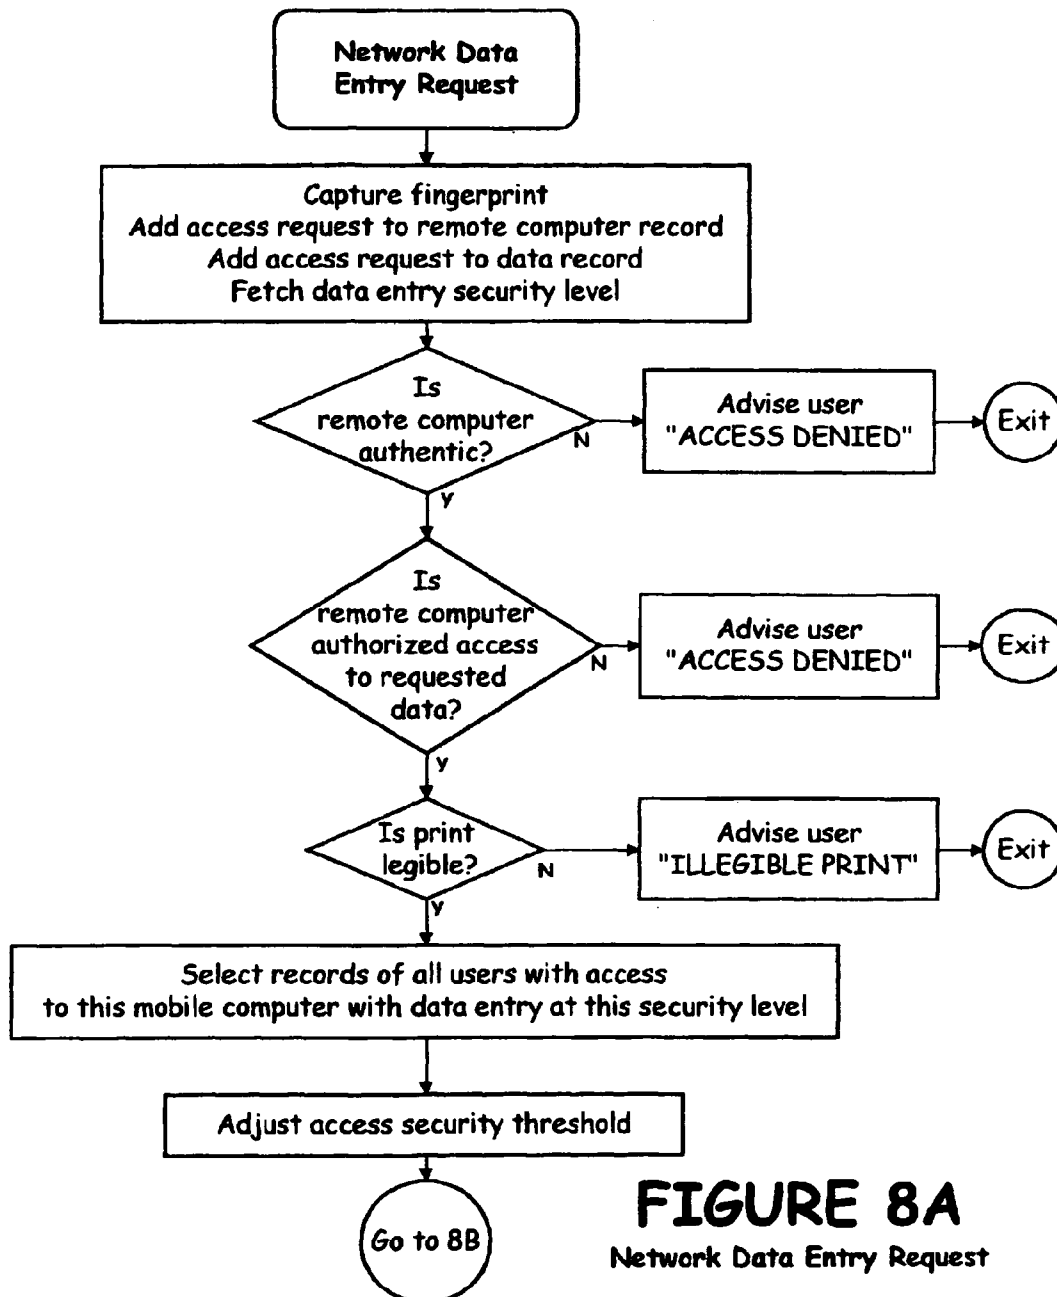 Network Data
Entry Request
Capture fingerprint
Add access request to remote computer record
Add access request to data record
Fetch data entry security level
Is
remote computer
authentic?
N
Advise user
"ACCESS DENIED"
Exit
y
Is
remote computer
authorized access
to requested
data?
N
Advise user
"ACCESS DENIED"
Exit
y
Is print
legible?
N
Advise user
"ILLEGIBLE PRINT"
Exit
y
Select records of all users with access
to this mobile computer with data entry at this security level
Adjust access security threshold
Go to 8B
FIGURE 8A
Network Data Entry Request